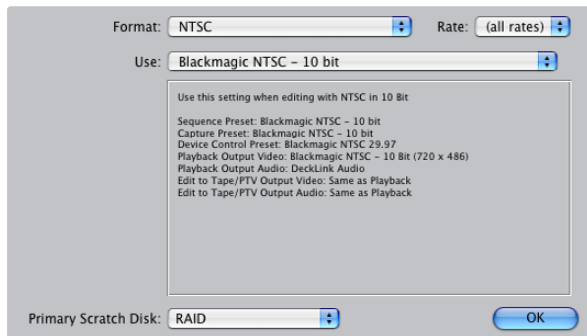 Format: NTSC Rate: (all rates)
Use: Blackmagic NTSC – 10 bit
Use this setting when editing with NTSC in 10 Bit
Sequence Preset: Blackmagic NTSC – 10 bit
Capture Preset: Blackmagic NTSC – 10 bit
Device Control Preset: Blackmagic NTSC 29.97
Playback Output Video: Blackmagic NTSC – 10 Bit (720 x 486)
Playback Output Audio: DeckLink Audio
Edit to Tape/PTV Output Video: Same as Playback
Edit to Tape/PTV Output Audio: Same as Playback
Primary Scratch Disk: RAID OK